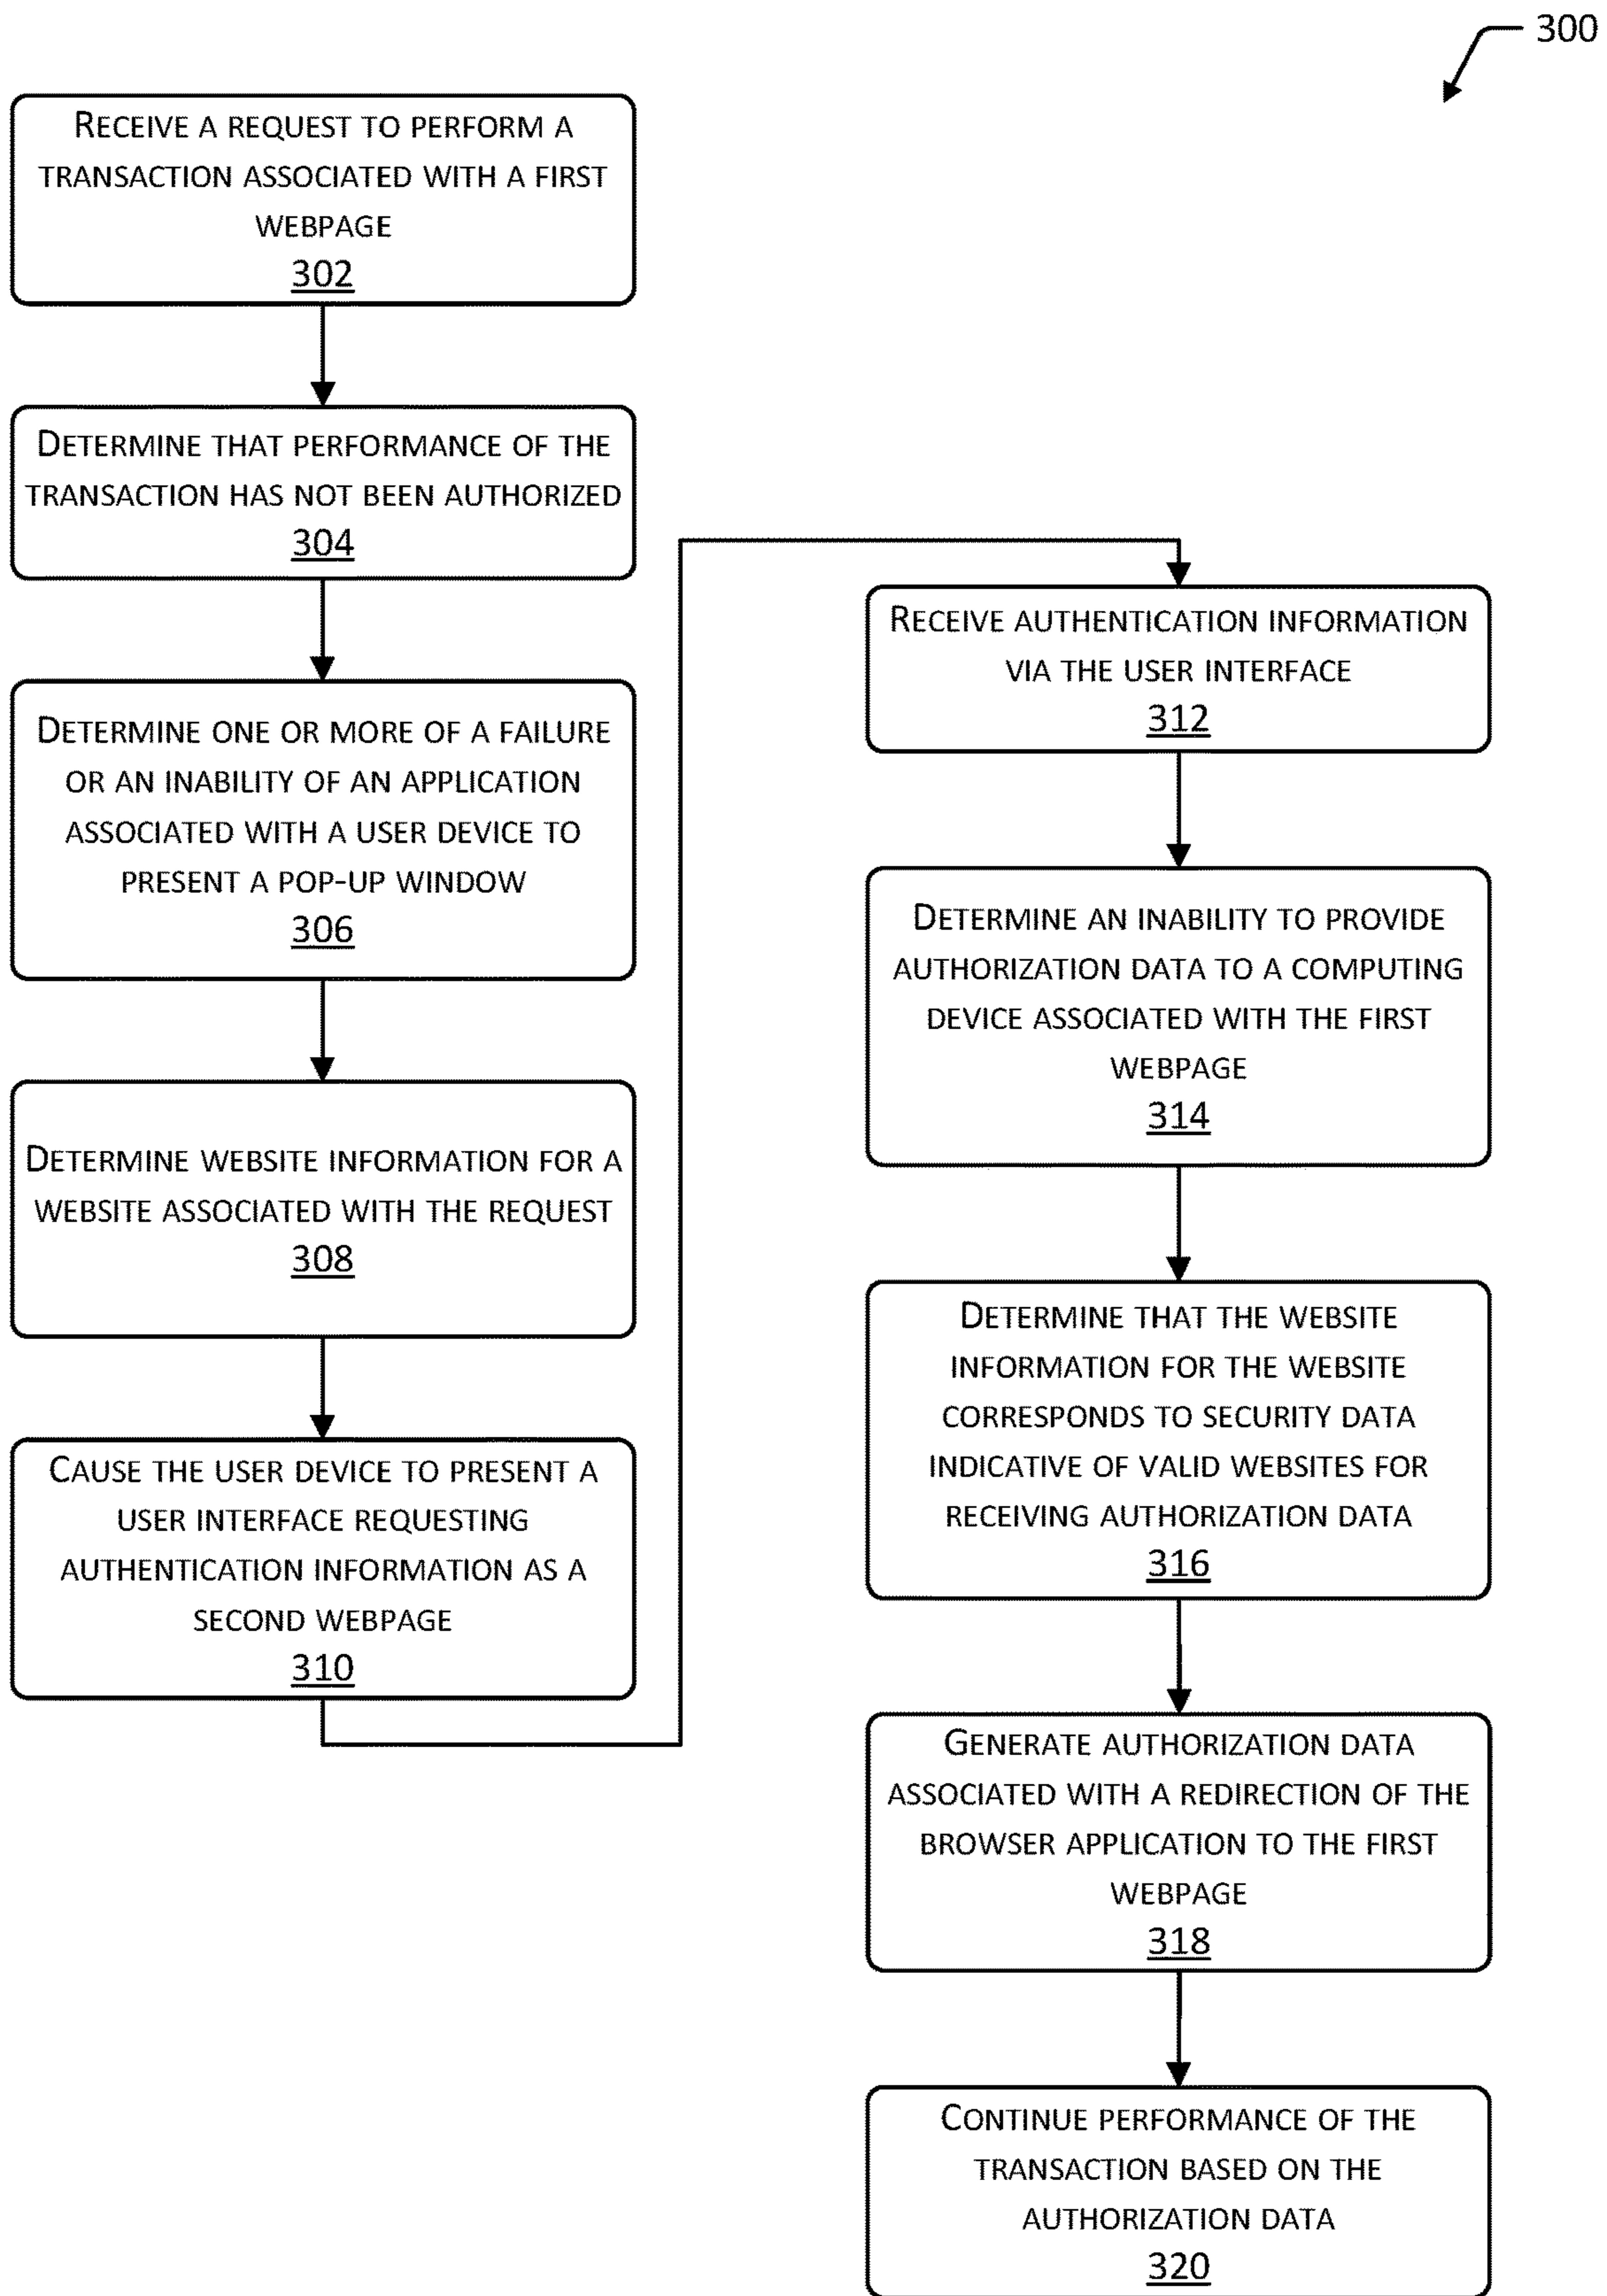 300
RECEIVE A REQUEST TO PERFORM A
TRANSACTION ASSOCIATED WITH A FIRST
WEBPAGE
302
DETERMINE THAT PERFORMANCE OF THE
TRANSACTION HAS NOT BEEN AUTHORIZED
304
DETERMINE ONE OR MORE OF A FAILURE
OR AN INABILITY OF AN APPLICATION
ASSOCIATED WITH A USER DEVICE TO
PRESENT A POP-UP WINDOW
306
DETERMINE WEBSITE INFORMATION FOR A
WEBSITE ASSOCIATED WITH THE REQUEST
308
CAUSE THE USER DEVICE TO PRESENT A
USER INTERFACE REQUESTING
AUTHENTICATION INFORMATION AS A
SECOND WEBPAGE
310
RECEIVE AUTHENTICATION INFORMATION
VIA THE USER INTERFACE
312
DETERMINE AN INABILITY TO PROVIDE
AUTHORIZATION DATA TO A COMPUTING
DEVICE ASSOCIATED WITH THE FIRST
WEBPAGE
314
DETERMINE THAT THE WEBSITE
INFORMATION FOR THE WEBSITE
CORRESPONDS TO SECURITY DATA
INDICATIVE OF VALID WEBSITES FOR
RECEIVING AUTHORIZATION DATA
316
GENERATE AUTHORIZATION DATA
ASSOCIATED WITH A REDIRECTION OF THE
BROWSER APPLICATION TO THE FIRST
WEBPAGE
318
CONTINUE PERFORMANCE OF THE
TRANSACTION BASED ON THE
AUTHORIZATION DATA
320